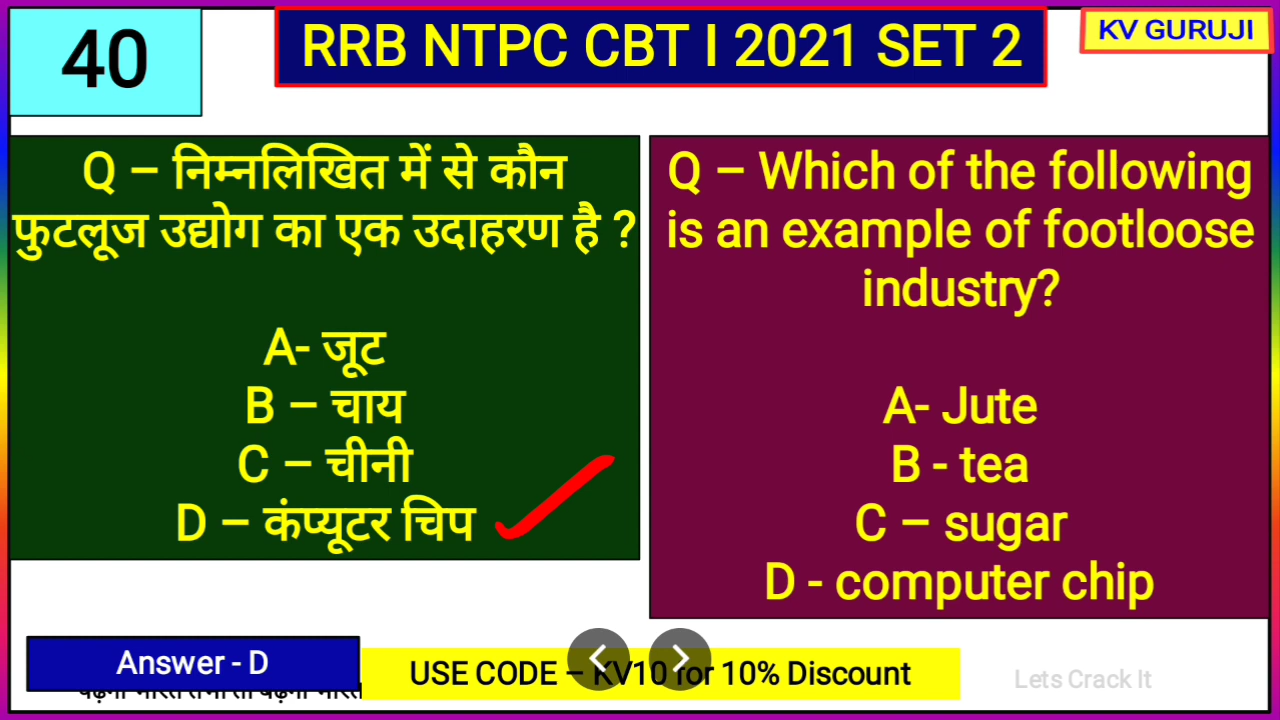 40
RRB NTPC CBT I 2021 SET 2
KV GURUJI
Q – निम्नलिखित में से कौन
फुटलूज उद्योग का एक उदाहरण है ?
A- जूट
B – चाय
C – चीनी
D – कंप्यूटर चिप
Q – Which of the following
is an example of footloose
industry?
A- Jute
B - tea
C – sugar
D - computer chip
Answer - D
USE CODE – KV10 for 10% Discount
Lets Crack It